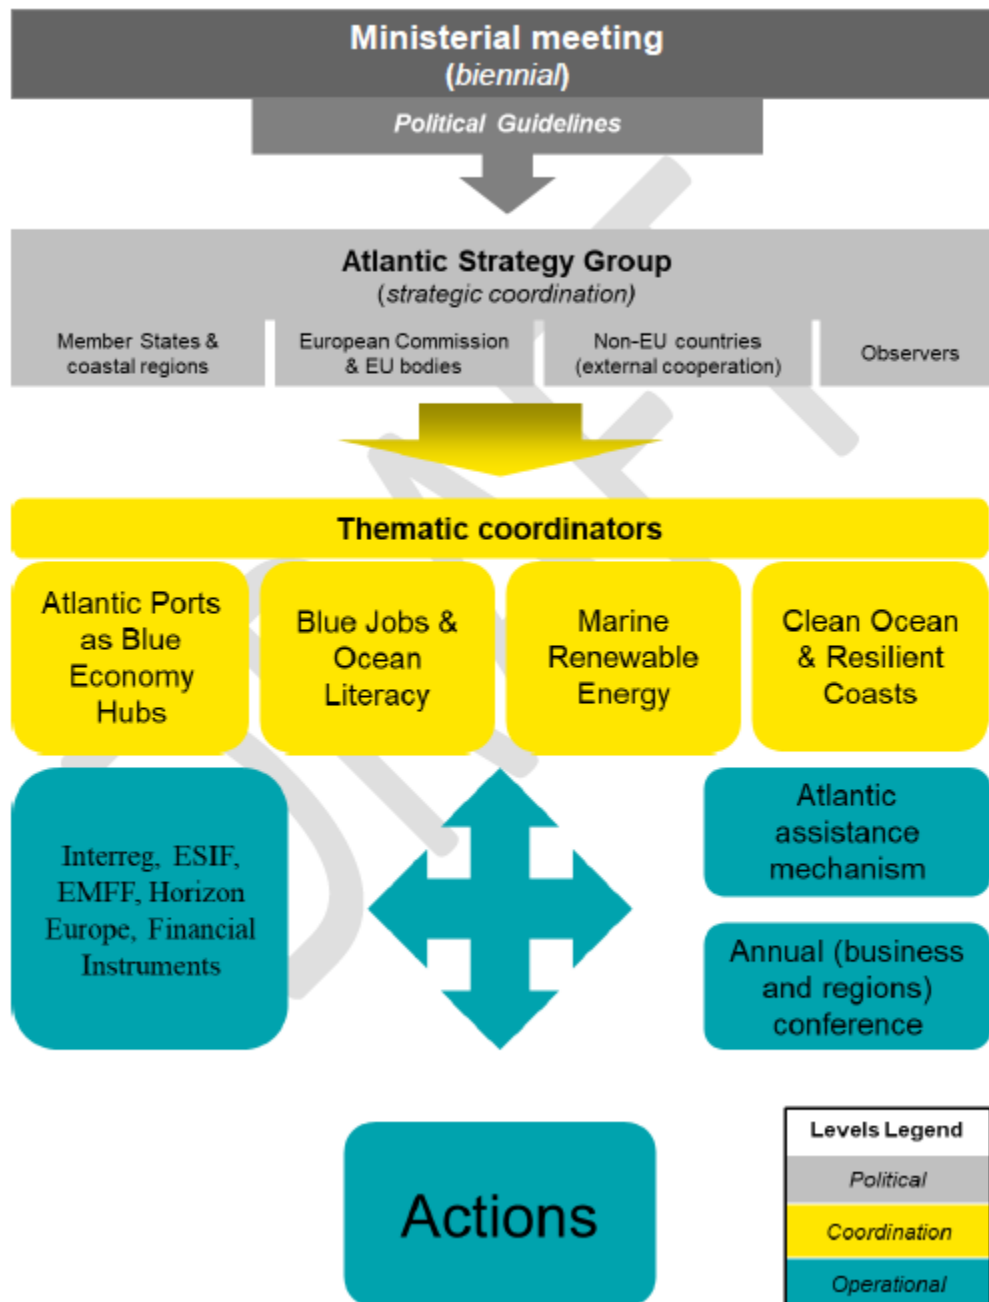 Ministerial meeting
(biennial)
Political Guidelines
Atlantic Strategy Group
(strategic coordination)
Member States &
coastal regions
European Commission
& EU bodies
Non-EU countries
(external cooperation)
Observers
Thematic coordinators
Atlantic Ports
as Blue
Economy
Hubs
Blue Jobs &
Ocean
Literacy
Marine
Renewable
Energy
Clean Ocean
& Resilient
Coasts
Interreg, ESIF,
EMFF, Horizon
Europe, Financial
Instruments
Atlantic
assistance
mechanism
Annual (business
and regions)
conference
Actions
Levels Legend
Political
Coordination
Operational
DRAFT